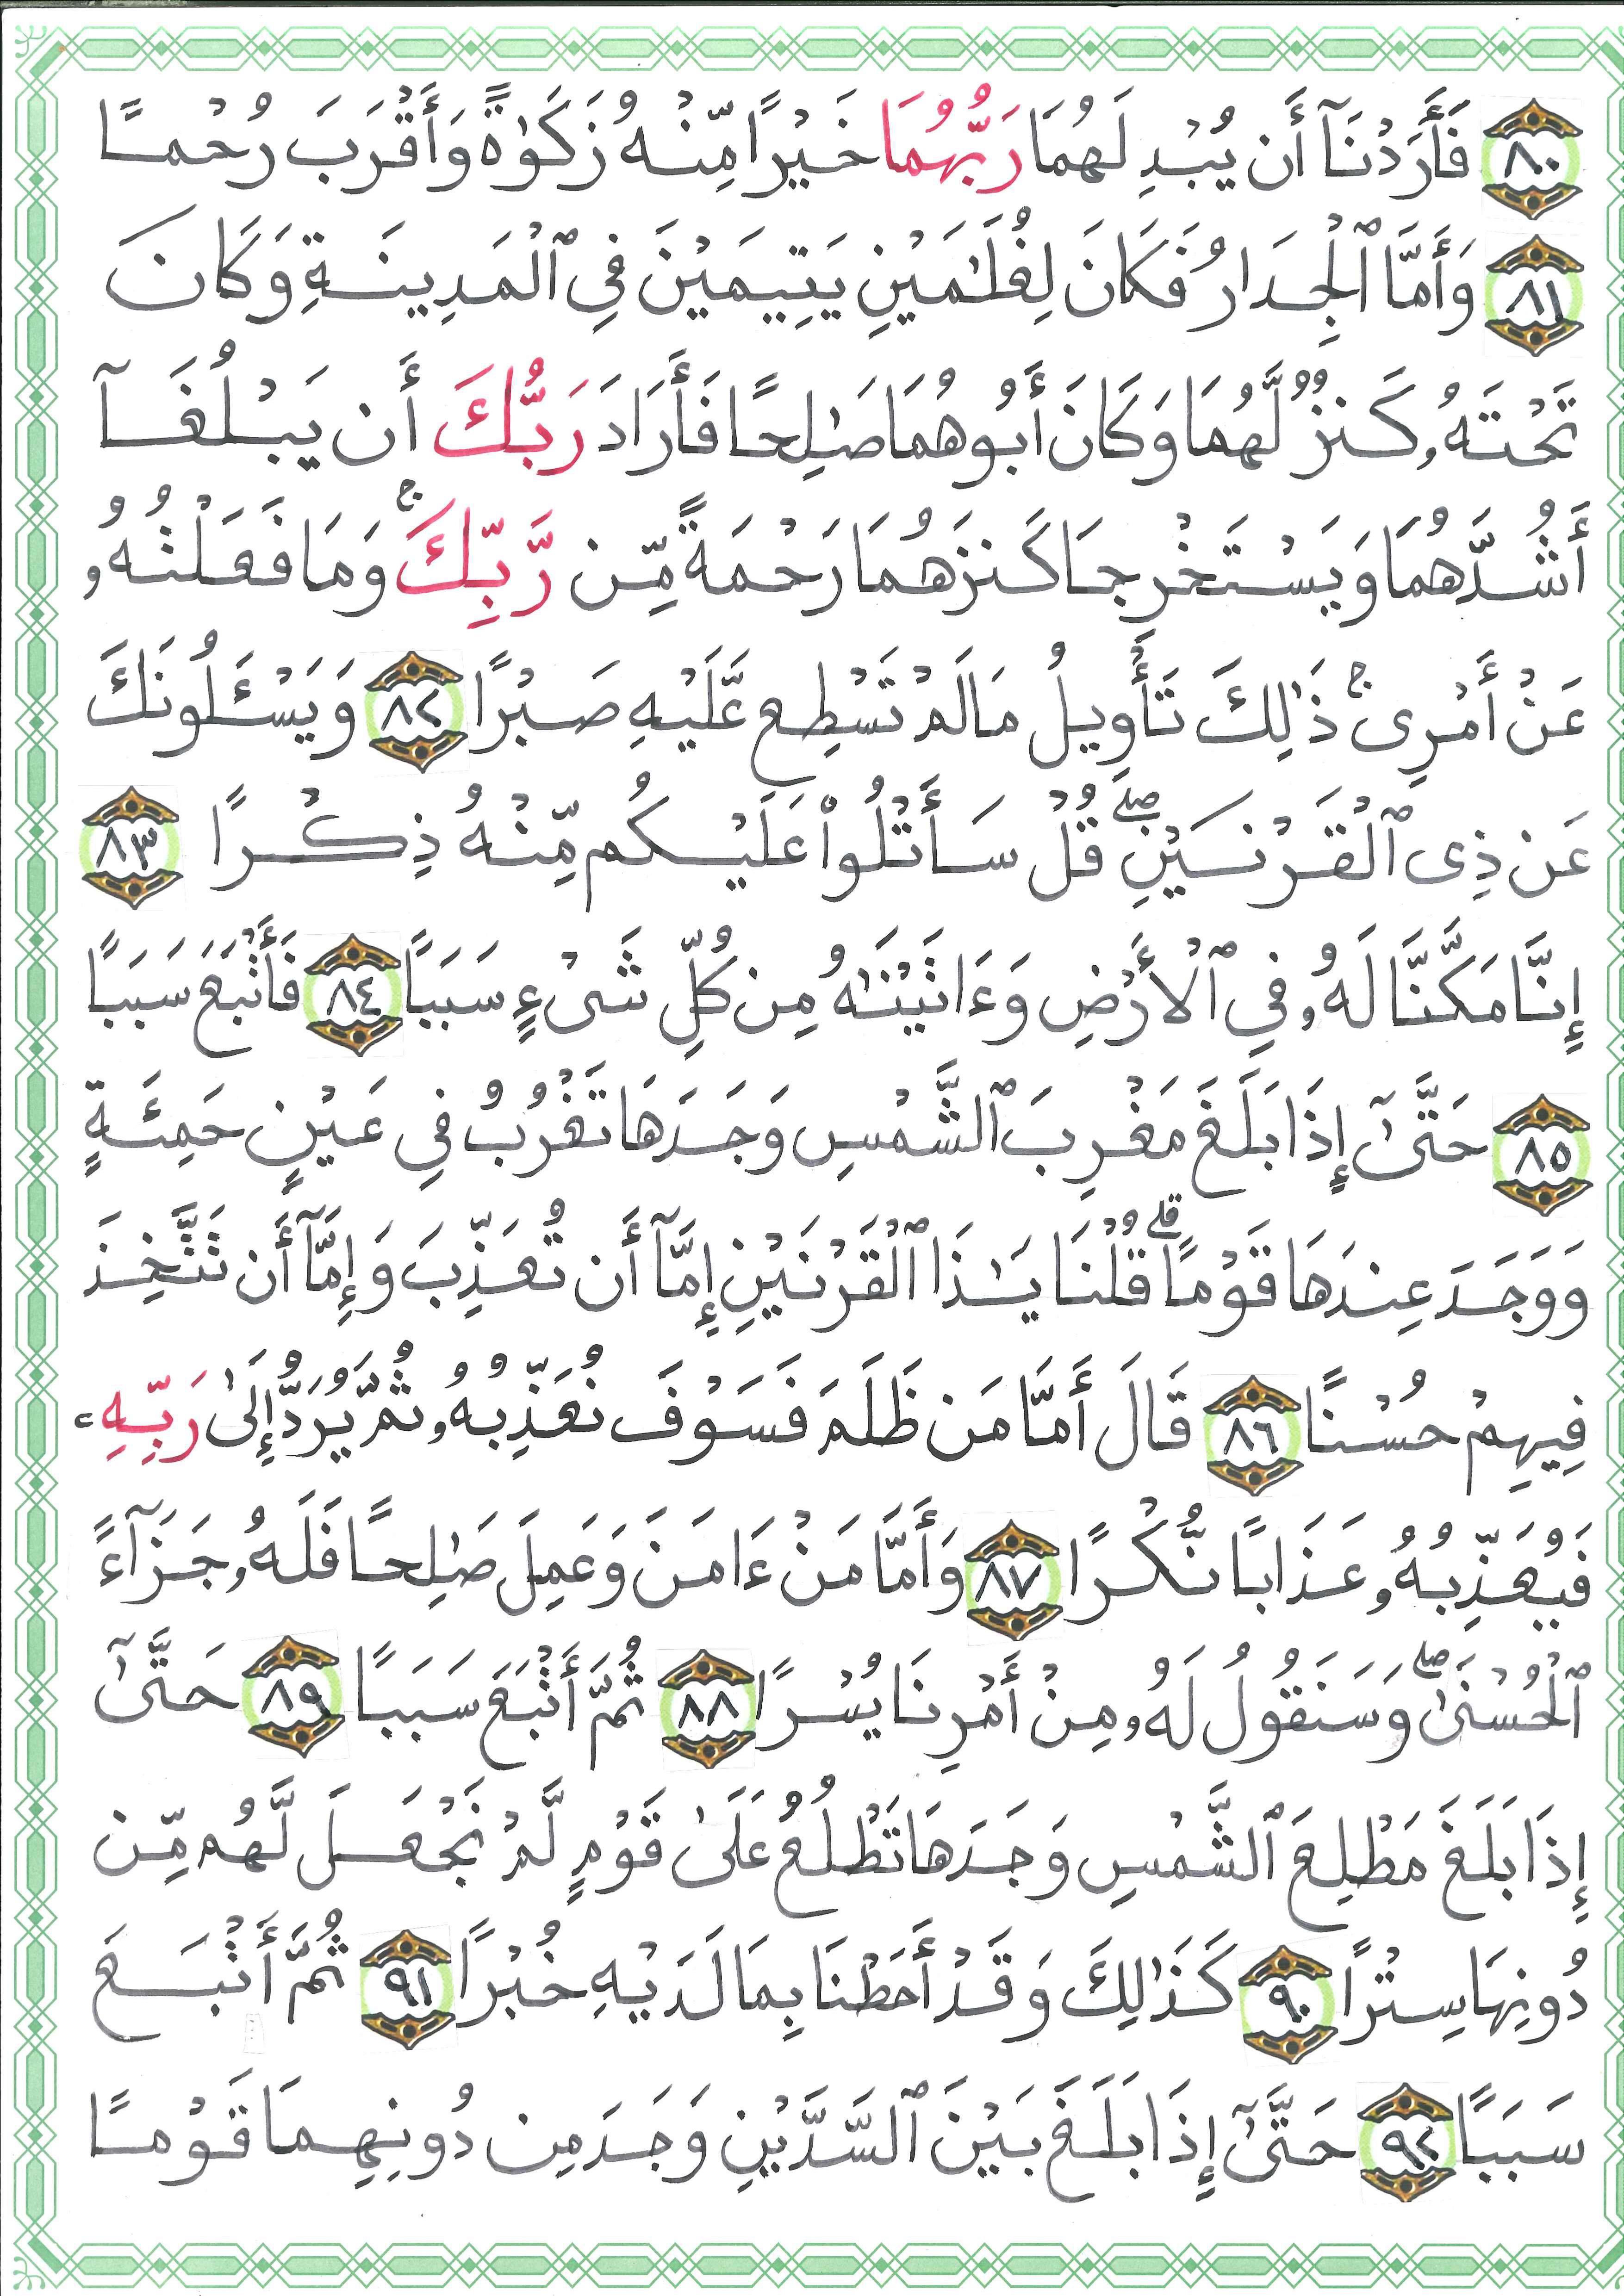 ٨٠ فَأَرَدْنَآ أَن يُبْدِلَهُمَا رَبُّهُمَا خَيْرًا مِّنْهُ زَكَوٰةً وَأَقْرَبَ رُحْمًا
٨١ وَأَمَّا ٱلْجِدَارُ فَكَانَ لِغُلَـٰمَيْنِ يَتِيمَيْنِ فِى ٱلْمَدِينَةِ وَكَانَ
تَحْتَهُۥ كَنزٌ لَّهُمَا وَكَانَ أَبُوهُمَا صَـٰلِحًا فَأَرَادَ رَبُّكَ أَن يَبْلُغَآ
أَشُدَّهُمَا وَيَسْتَخْرِجَا كَنزَهُمَا رَحْمَةً مِّن رَّبِّكَ ۚ وَمَا فَعَلْتُهُۥ
عَنْ أَمْرِى ۚ ذَٰلِكَ تَأْوِيلُ مَا لَمْ تَسْطِع عَّلَيْهِ صَبْرًا ٨٢ وَيَسْـَٔلُونَكَ
عَن ذِى ٱلْقَرْنَيْنِ ۖ قُلْ سَأَتْلُوا۟ عَلَيْكُم مِّنْهُ ذِكْرًا ٨٣
إِنَّا مَكَّنَّا لَهُۥ فِى ٱلْأَرْضِ وَءَاتَيْنَـٰهُ مِن كُلِّ شَىْءٍ سَبَبًا ٨٤ فَأَتْبَعَ سَبَبًا
٨٥ حَتَّىٰٓ إِذَا بَلَغَ مَغْرِبَ ٱلشَّمْسِ وَجَدَهَا تَغْرُبُ فِى عَيْنٍ حَمِئَةٍ
وَوَجَدَ عِندَهَا قَوْمًا ۗ قُلْنَا يَـٰذَا ٱلْقَرْنَيْنِ إِمَّآ أَن تُعَذِّبَ وَإِمَّآ أَن تَتَّخِذَ
فِيهِمْ حُسْنًا ٨٦ قَالَ أَمَّا مَن ظَلَمَ فَسَوْفَ نُعَذِّبُهُۥ ثُمَّ يُرَدُّ إِلَىٰ رَبِّهِۦ
فَيُعَذِّبُهُۥ عَذَابًا نُّكْرًا ٨٧ وَأَمَّا مَنْ ءَامَنَ وَعَمِلَ صَـٰلِحًا فَلَهُۥ جَزَآءً
ٱلْحُسْنَىٰ ۖ وَسَنَقُولُ لَهُۥ مِنْ أَمْرِنَا يُسْرًا ٨٨ ثُمَّ أَتْبَعَ سَبَبًا ٨٩ حَتَّىٰٓ
إِذَا بَلَغَ مَطْلِعَ ٱلشَّمْسِ وَجَدَهَا تَطْلُعُ عَلَىٰ قَوْمٍ لَّمْ نَجْعَل لَّهُم مِّن
دُونِهَا سِتْرًا ٩٠ كَذَٰلِكَ وَقَدْ أَحَطْنَا بِمَا لَدَيْهِ خُبْرًا ٩١ ثُمَّ أَتْبَعَ
سَبَبًا ٩٢ حَتَّىٰٓ إِذَا بَلَغَ بَيْنَ ٱلسَّدَّيْنِ وَجَدَ مِن دُونِهِمَا قَوْمًا